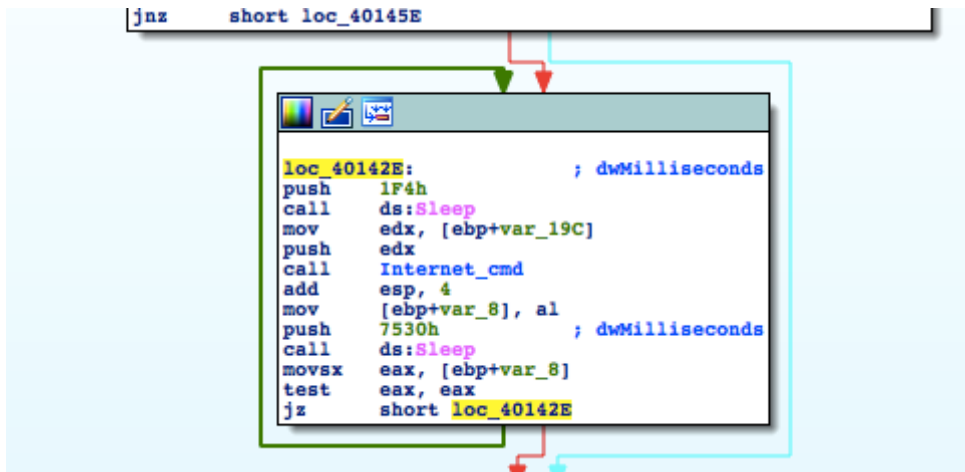 jnz     short loc_40145E
loc_40142E:             ; dwMilliseconds
push    1F4h
call    ds:Sleep
mov     edx, [ebp+var_19C]
push    edx
call    Internet_cmd
add     esp, 4
mov     [ebp+var_8], al
push    7530h           ; dwMilliseconds
call    ds:Sleep
movsx   eax, [ebp+var_8]
test    eax, eax
jz      short loc_40142E